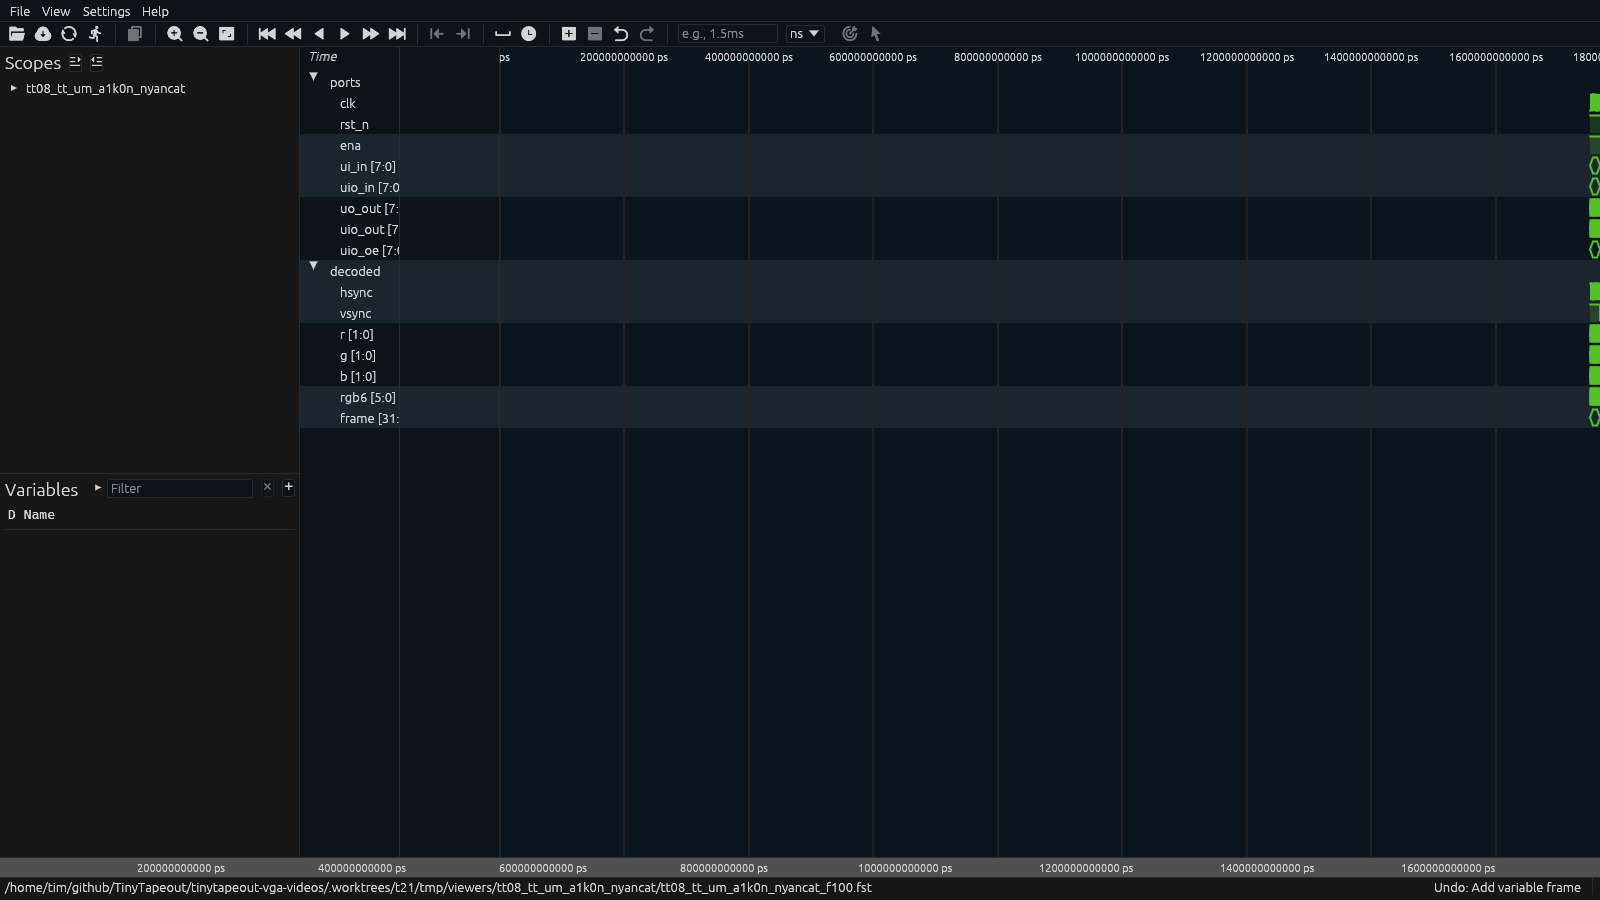 File View Settings Help
e.g., 1.5ms ns
Scopes
tt08_tt_um_a1k0n_nyancat
Time
ps 200000000000 ps 400000000000 ps 600000000000 ps 800000000000 ps 1000000000000 ps 1200000000000 ps 1400000000000 ps 1600000000000 ps 18000
ports
clk
rst_n
ena
ui_in [7:0]
uio_in [7:0
uo_out [7:
uio_out [7
uio_oe [7:0
decoded
hsync
vsync
r [1:0]
g [1:0]
b [1:0]
rgb6 [5:0]
frame [31:
Variables Filter
D Name
200000000000 ps 400000000000 ps 600000000000 ps 800000000000 ps 1000000000000 ps 1200000000000 ps 1400000000000 ps 1600000000000 ps
/home/tim/github/TinyTapeout/tinytapeout-vga-videos/.worktrees/t21/tmp/viewers/tt08_tt_um_a1k0n_nyancat/tt08_tt_um_a1k0n_nyancat_f100.fst Undo: Add variable frame